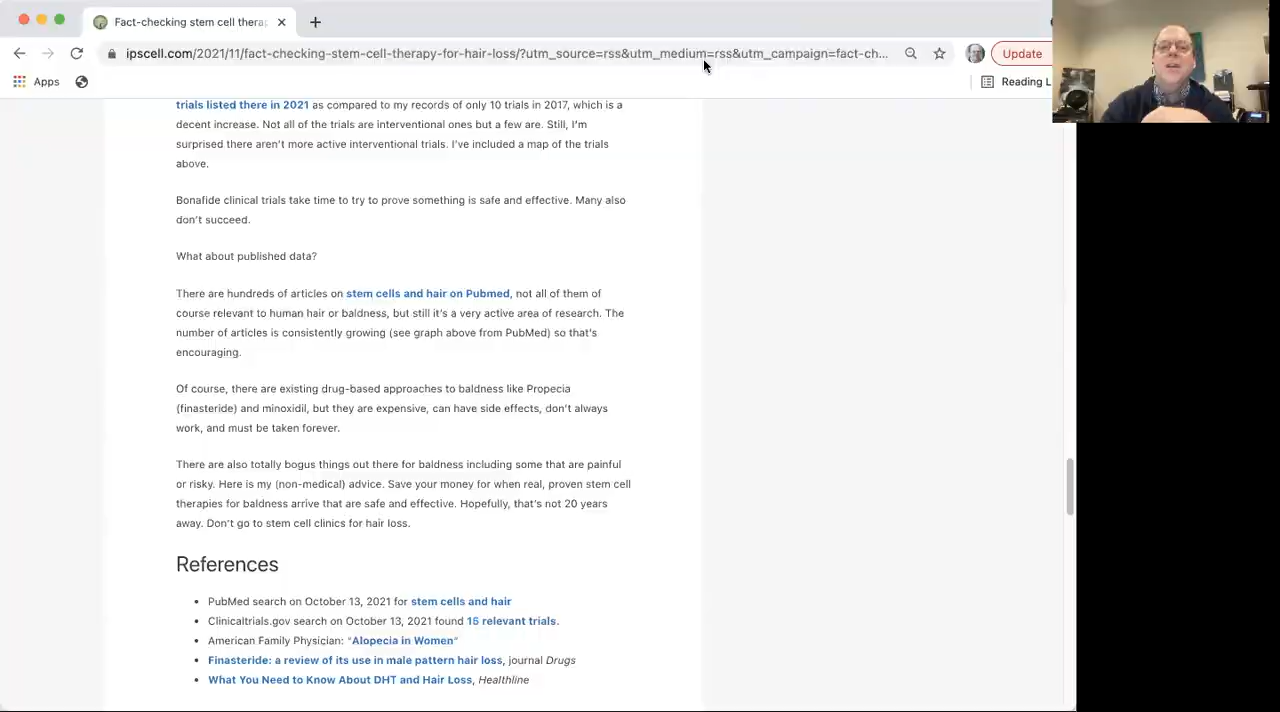 Fact-checking stem cell thera
ipscell.com/2021/11/fact-checking-stem-cell-therapy-for-hair-loss/?utm_source=rss&utm_medium=rss&utm_campaign=fact-ch...
Update
Apps
Reading L
trials listed there in 2021 as compared to my records of only 10 trials in 2017, which is a
decent increase. Not all of the trials are interventional ones but a few are. Still, I'm
surprised there aren't more active interventional trials. I've included a map of the trials
above.
Bonafide clinical trials take time to try to prove something is safe and effective. Many also
don't succeed.
What about published data?
There are hundreds of articles on stem cells and hair on Pubmed, not all of them of
course relevant to human hair or baldness, but still it's a very active area of research. The
number of articles is consistently growing (see graph above from PubMed) so that's
encouraging.
Of course, there are existing drug-based approaches to baldness like Propecia
(finasteride) and minoxidil, but they are expensive, can have side effects, don't always
work, and must be taken forever.
There are also totally bogus things out there for baldness including some that are painful
or risky. Here is my (non-medical) advice. Save your money for when real, proven stem cell
therapies for baldness arrive that are safe and effective. Hopefully, that's not 20 years
away. Don't go to stem cell clinics for hair loss.
References
• PubMed search on October 13, 2021 for stem cells and hair
• Clinicaltrials.gov search on October 13, 2021 found 16 relevant trials.
• American Family Physician: "Alopecia in Women"
• Finasteride: a review of its use in male pattern hair loss, journal Drugs
• What You Need to Know About DHT and Hair Loss, Healthline